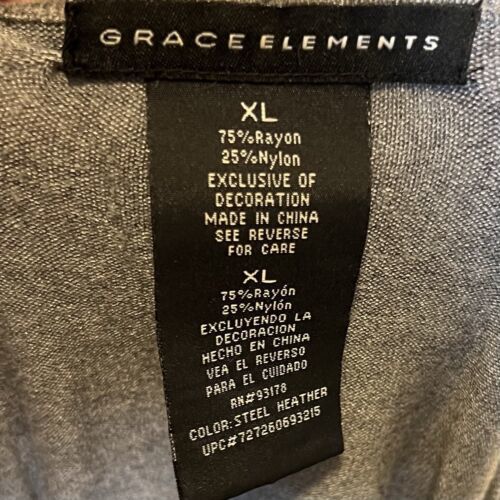 GRACE ELEMENTS
XL
75%Rayon
25%Nylon
EXCLUSIVE OF
DECORATION
MADE IN CHINA
SEE REVERSE
FOR CARE
XL
75%Rayón
25%Nylón
EXCLUYENDO LA
DECORACION
HECHO EN CHINA
VEA EL REVERSO
PARA EL CUIDADO
RN#93178
COLOR:STEEL HEATHER
UPC#727260693215